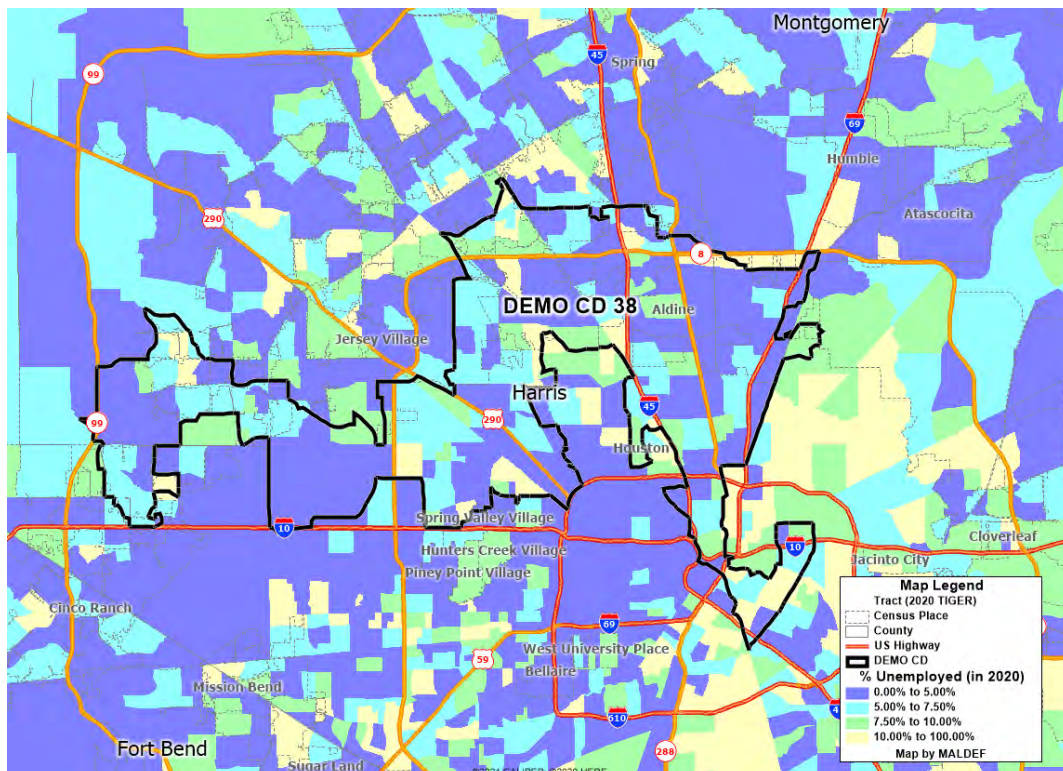 Montgomery
45
Spring
99
69
Humble
290
Atascocita
8
DEMO CD 38
Aldine
Jersey Village
Harris
45
99
290
Houston
Spring Valley Village
10
10
Hunters Creek Village
Jacinto City
Cloverleaf
Piney Point Village
Cinco Ranch
69
West University Place
59
Bellaire
Mission Bend
610
4
Fort Bend
288
Sugar Land
Map Legend
Tract (2020 TIGER)
Census Place
County
US Highway
DEMO CD
% Unemployed (in 2020)
0.00% to 5.00%
5.00% to 7.50%
7.50% to 10.00%
10.00% to 100.00%
Map by MALDEF